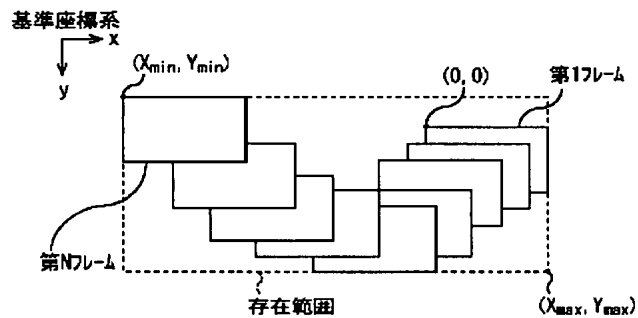 基準座標系
x
y
(Xmin, Ymin)
(0, 0)
第1フレーム
第Nフレーム
存在範囲
(Xmax, Ymax)